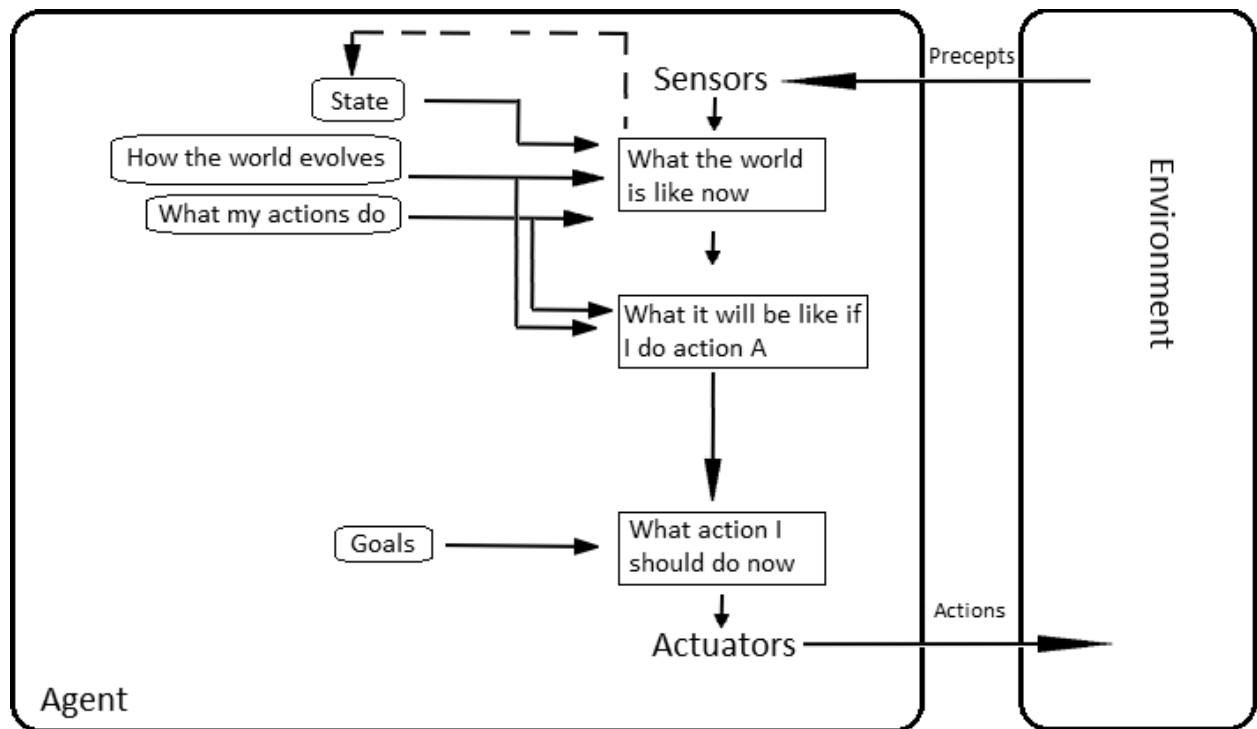 Precepts
Sensors
State
How the world evolves
What the world
is like now
What my actions do
Environment
What it will be like if
I do action A
Goals
What action I
should do now
Actions
Actuators
Agent